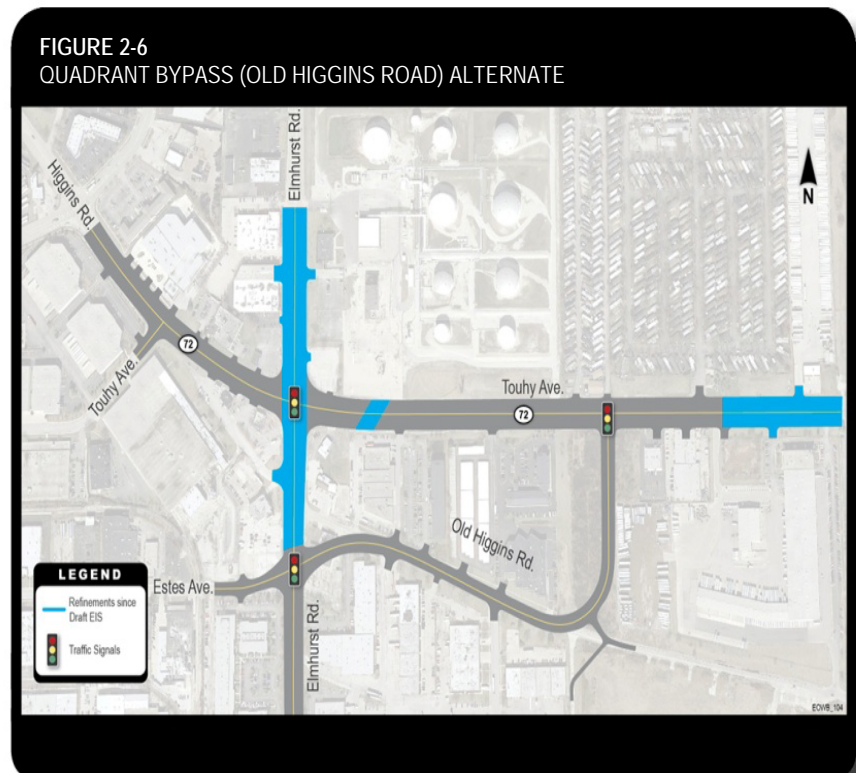 FIGURE 2-6
QUADRANT BYPASS (OLD HIGGINS ROAD) ALTERNATE
Elmhurst Rd.
Higgins Rd.
N
72
Touhy Ave.
Touhy Ave.
72
Old Higgins Rd.
Estes Ave.
Elmhurst Rd.
LEGEND
Refinements since
Draft EIS
Traffic Signals
EOWB_104